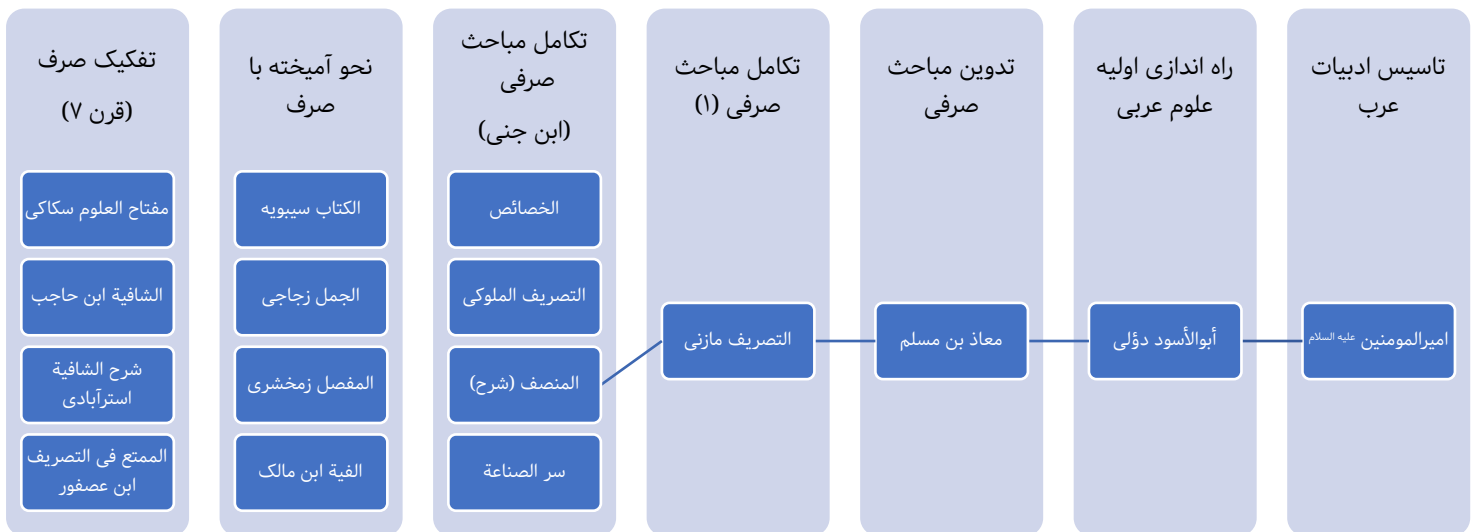 تاسیس ادبیات
عرب
امیرالمومنین علیه السلام
راه اندازی اولیه
علوم عربی
أبوالأسود دؤلی
تدوین مباحث
صرفی
معاذ بن مسلم
تکامل مباحث
صرفی (۱)
التصریف مازنی
تکامل مباحث
صرفی
(ابن جنی)
الخصائص
التصریف الملوکی
المنصف (شرح)
سر الصناعة
نحو آمیخته با
صرف
الکتاب سیبویه
الجمل زجاجی
المفصل زمخشری
الفیة ابن مالک
تفکیک صرف
(قرن ۷)
مفتاح العلوم سکاکی
الشافیة ابن حاجب
شرح الشافیة
استرآبادی
الممتع فی التصریف
ابن عصفور